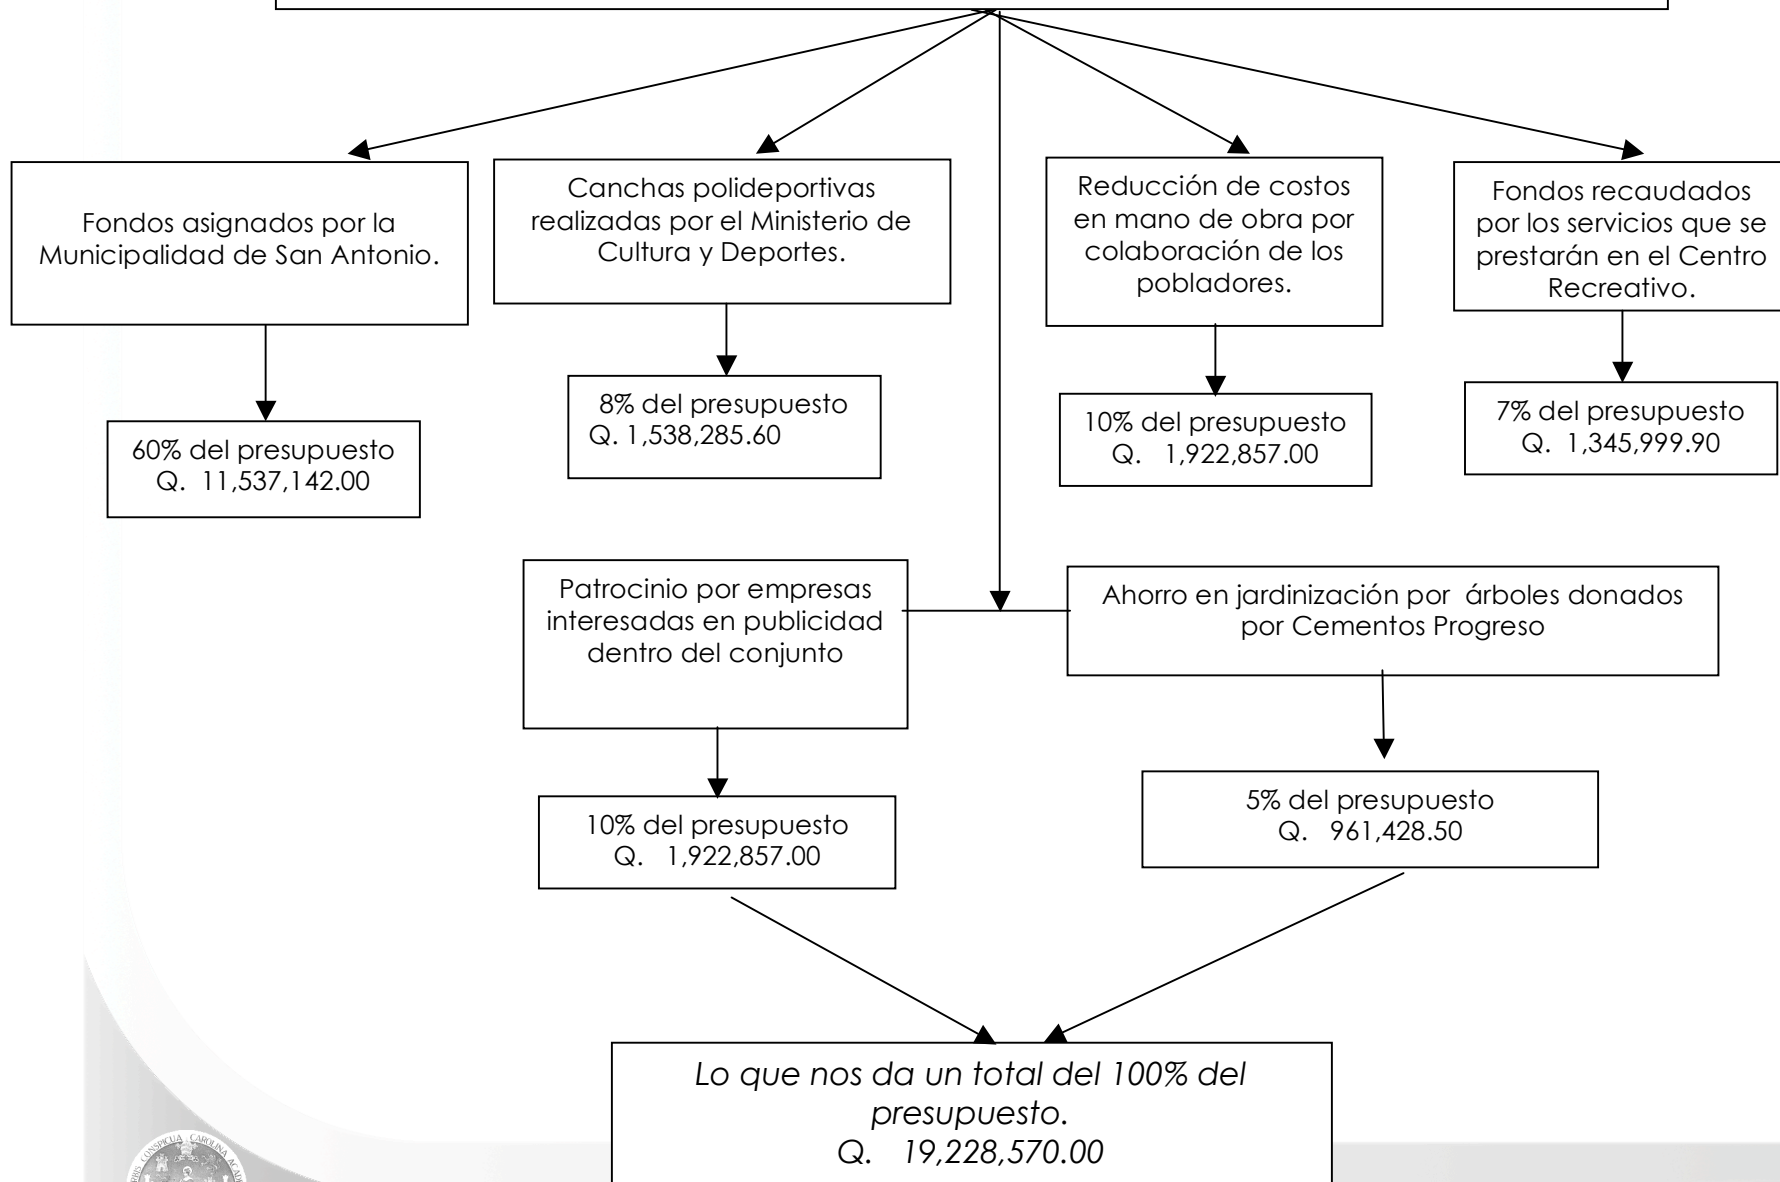 Fondos asignados por la
Municipalidad de San Antonio.
Canchas polideportivas
realizadas por el Ministerio de
Cultura y Deportes.
Reducción de costos
en mano de obra por
colaboración de los
pobladores.
Fondos recaudados
por los servicios que se
prestarán en el Centro
Recreativo.
60% del presupuesto
Q. 11,537,142.00
8% del presupuesto
Q. 1,538,285.60
10% del presupuesto
Q. 1,922,857.00
7% del presupuesto
Q. 1,345,999.90
Patrocinio por empresas
interesadas en publicidad
dentro del conjunto
Ahorro en jardinización por árboles donados
por Cementos Progreso
10% del presupuesto
Q. 1,922,857.00
5% del presupuesto
Q. 961,428.50
Lo que nos da un total del 100% del
presupuesto.
Q. 19,228,570.00
CONSPICUA CAROLINA